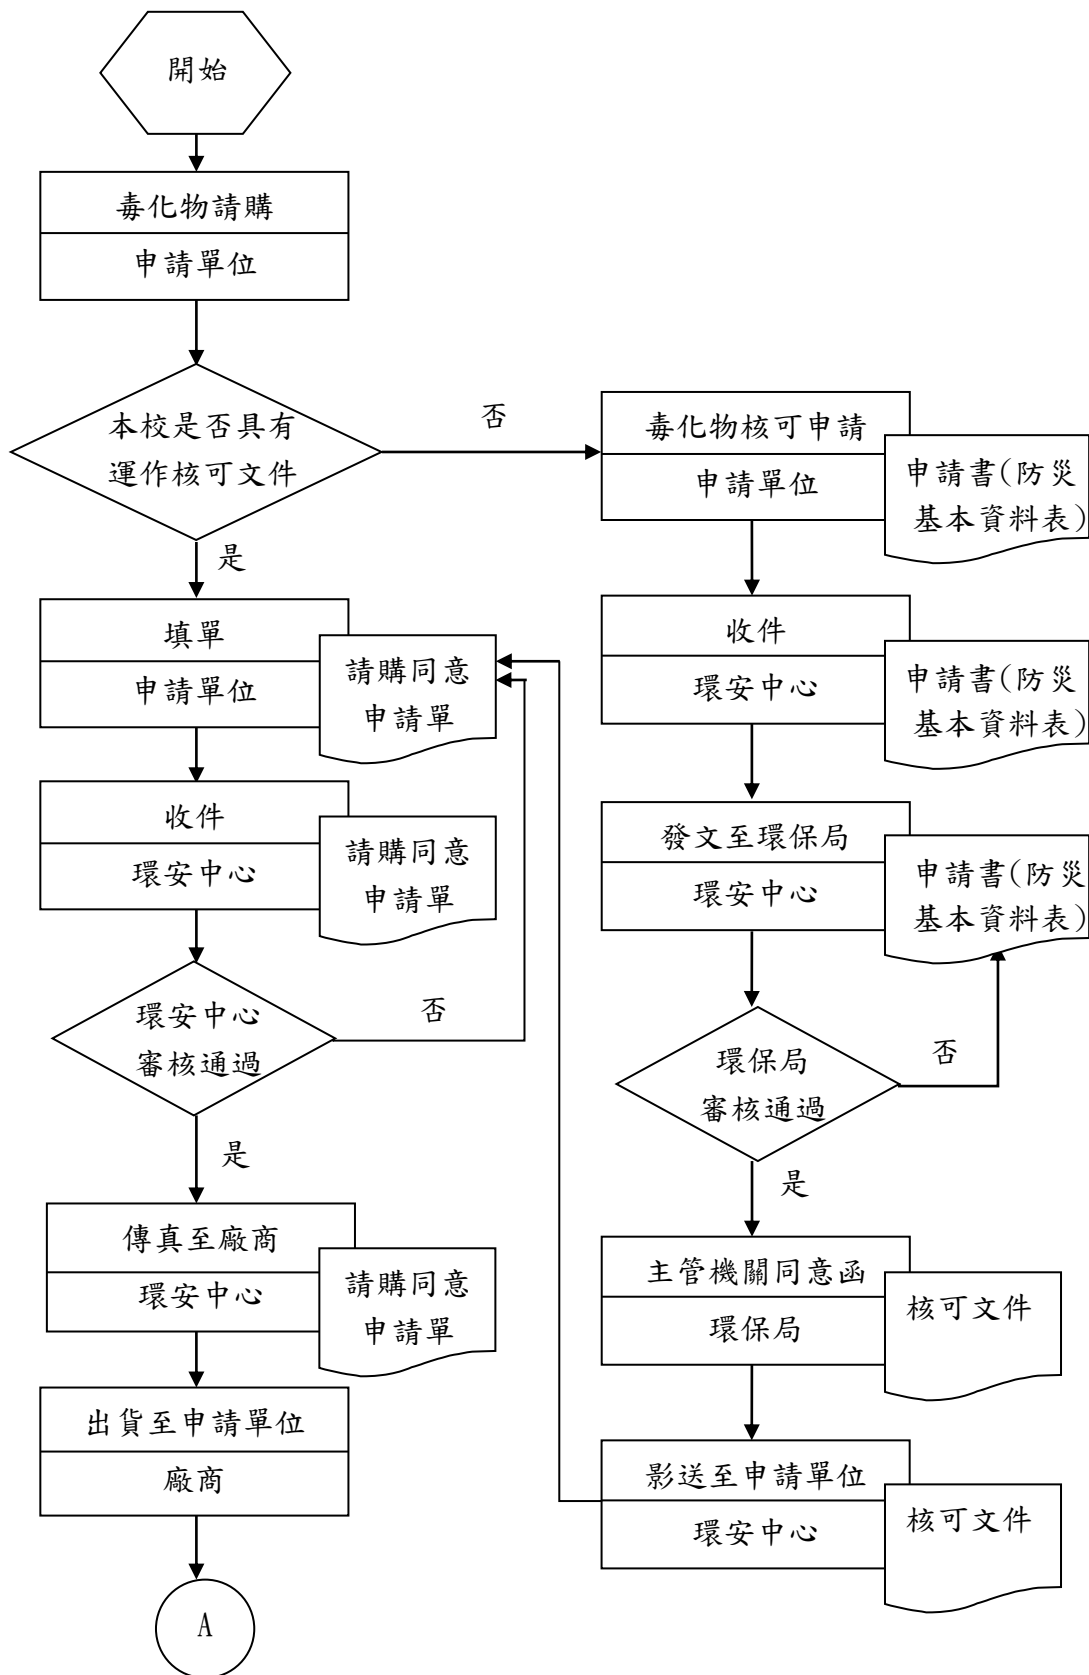 開始
毒化物請購
申請單位
本校是否具有
運作核可文件
否
是
毒化物核可申請
申請單位
申請書(防災
基本資料表)
填單
申請單位
請購同意
申請單
收件
環安中心
申請書(防災
基本資料表)
收件
環安中心
請購同意
申請單
發文至環保局
環安中心
申請書(防災
基本資料表)
環安中心
審核通過
否
是
環保局
審核通過
否
是
傳真至廠商
環安中心
請購同意
申請單
主管機關同意函
環保局
核可文件
出貨至申請單位
廠商
影送至申請單位
環安中心
核可文件
A